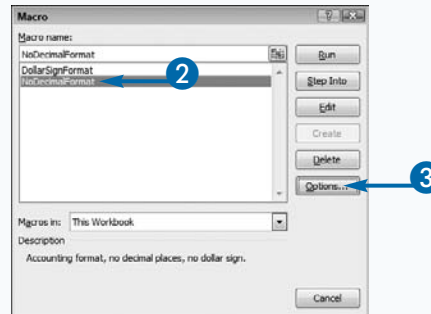 Macro
Macro name:
NoDecimalFormat
Run
DollarSignFormat
NoDecimalFormat
2
Step Into
Edit
Create
Delete
Options...
3
Macros in: This Workbook
Description
Accounting format, no decimal places, no dollar sign.
Cancel